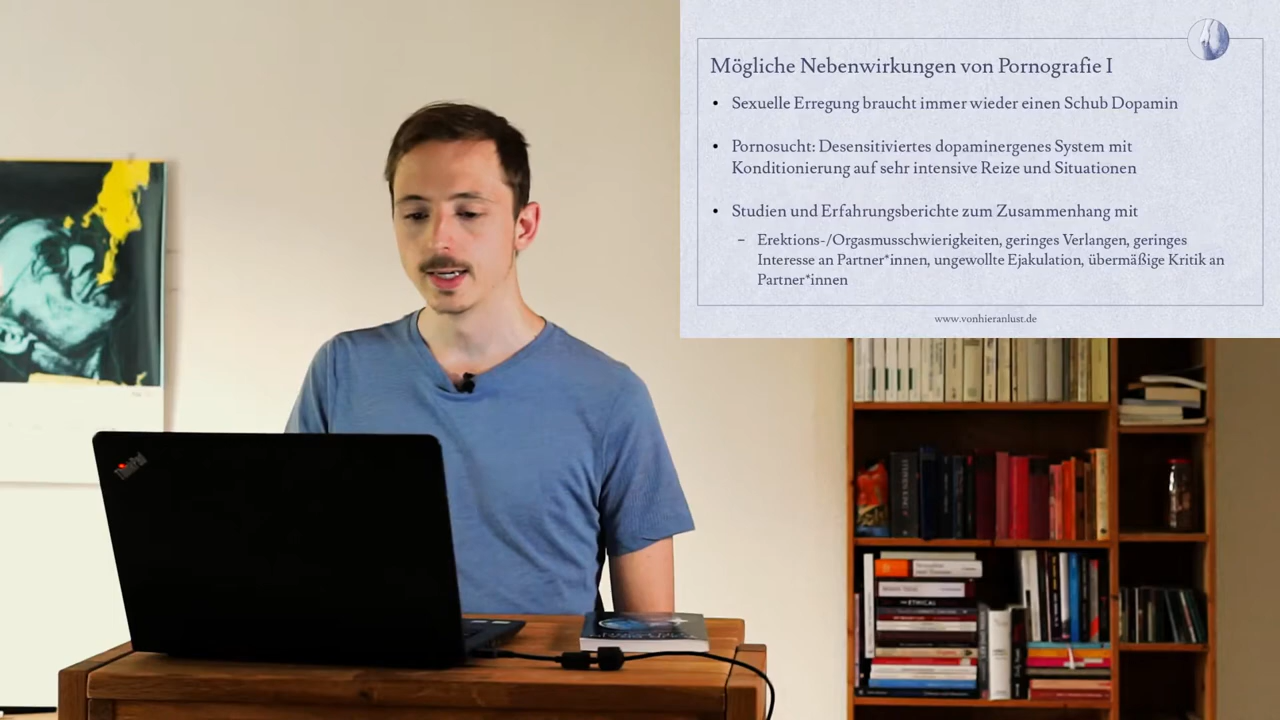 Mögliche Nebenwirkungen von Pornografie I
• Sexuelle Erregung braucht immer wieder einen Schub Dopamin
• Pornosucht: Desensitiviertes dopaminergenes System mit
Konditionierung auf sehr intensive Reize und Situationen
• Studien und Erfahrungsberichte zum Zusammenhang mit
– Erektions-/Orgasmusschwierigkeiten, geringes Verlangen, geringes
Interesse an Partner*innen, ungewollte Ejakulation, übermäßige Kritik an
Partner*innen
www.vonhieranlust.de
ThinkPad
ETHICAL